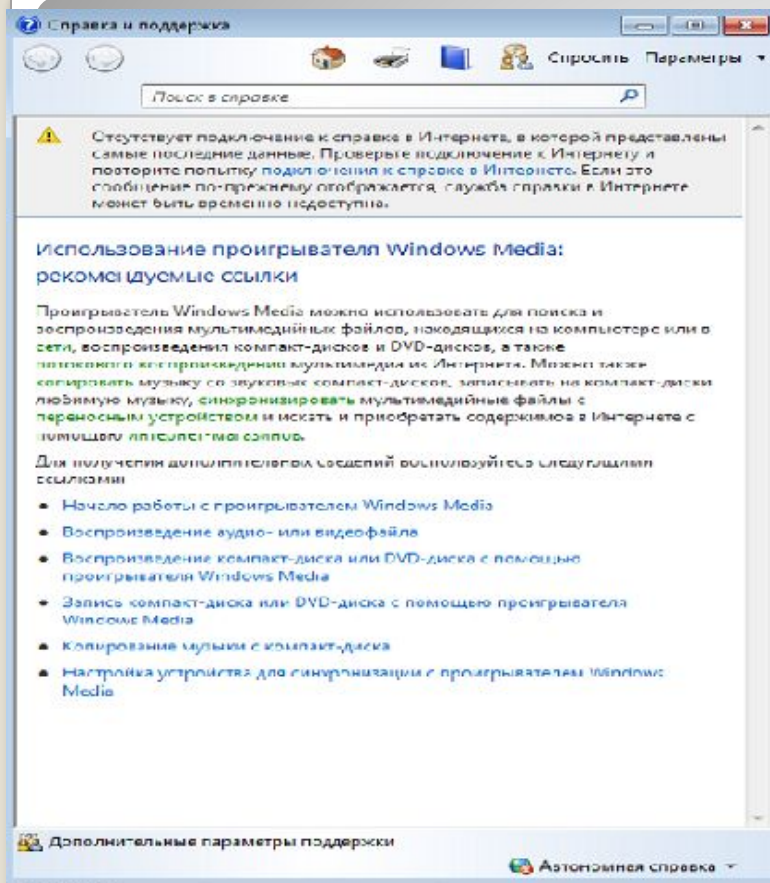 Справка и поддержка
Спросить Параметры
Поиск в справке
Отсутствует подключение к справке в Интернете, в которой представлены
самые последние данные. Проверьте подключение к Интернету и
повторите попытку подключения к справке в Интернете. Если это
сообщение по-прежнему отображается, служба справки в Интернете
может быть временно недоступна.
Использование проигрывателя Windows Media:
рекомендуемые ссылки
Проигрыватель Windows Media можно использовать для поиска и
воспроизведения мультимедийных файлов, находящихся на компьютере или в
сети, воспроизведения компакт-дисков и DVD-дисков, а также
потокового воспроизведения мультимедиа из Интернета. Можно также
копировать музыку со звуковых компакт-дисков, записывать на компакт-диски
любимую музыку, синхронизировать мультимедийные файлы с
переносным устройством и искать и приобретать содержимое в Интернете с
помощью интернет-магазинов.
Для получения дополнительных сведений воспользуйтесь следующими
ссылками:
Начало работы с проигрывателем Windows Media
Воспроизведение аудио- или видеофайла
Воспроизведение компакт-диска или DVD-диска с помощью
проигрывателя Windows Media
Запись компакт-диска или DVD-диска с помощью проигрывателя
Windows Media
Копирование музыки с компакт-диска
Настройка устройства для синхронизации с проигрывателем Windows
Media
Дополнительные параметры поддержки
Автономная справка